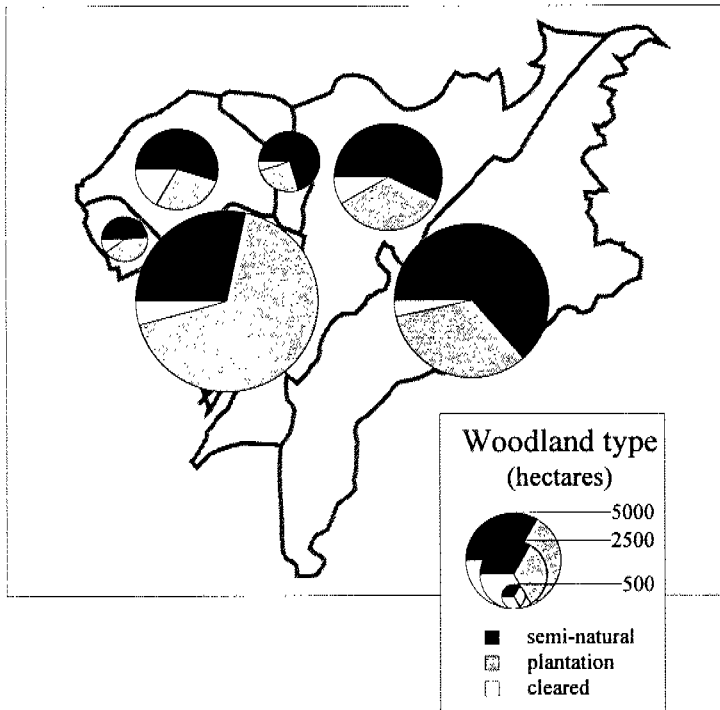 Woodland type
(hectares)
5000
2500
500
semi-natural
plantation
cleared